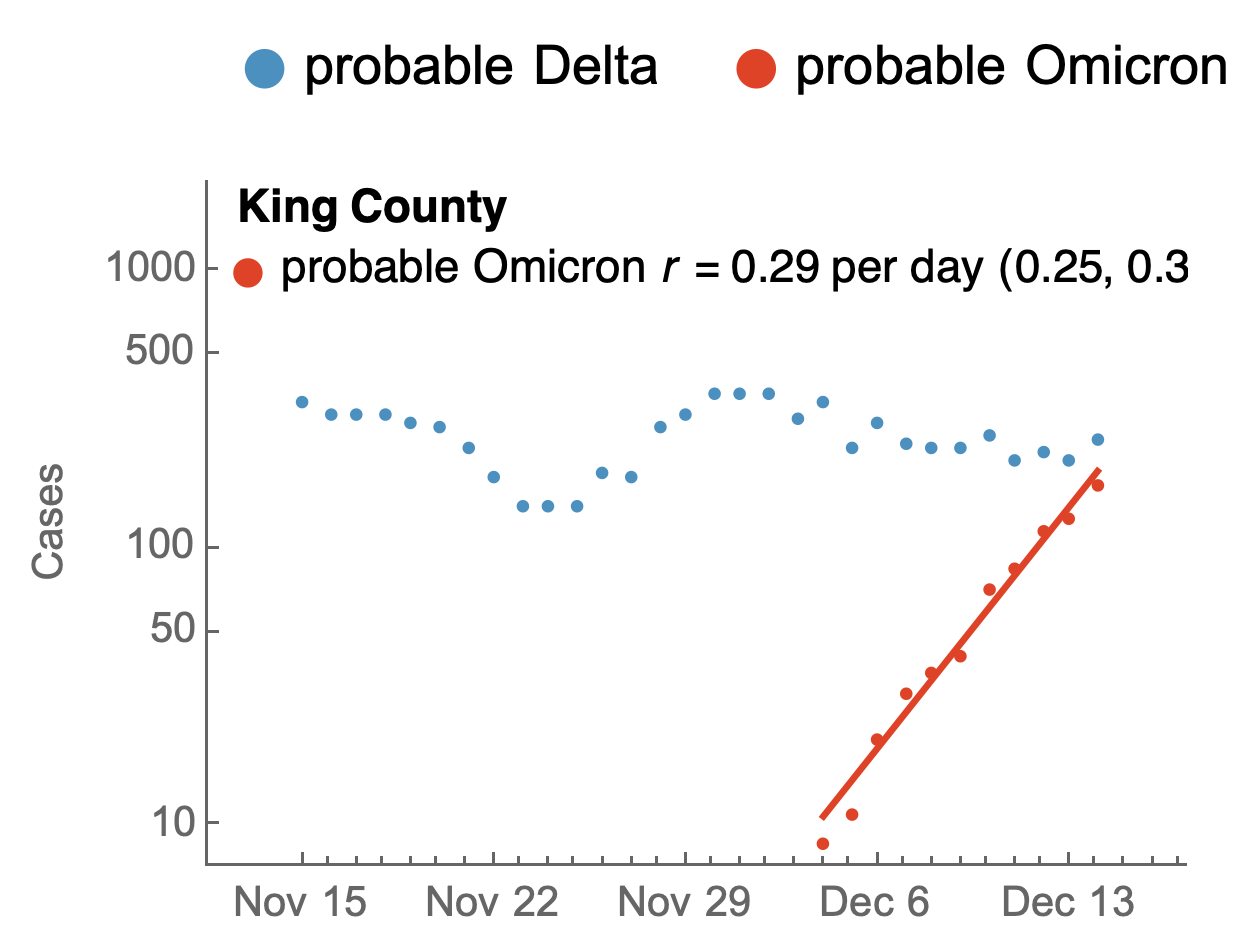 probable Delta probable Omicron
King County
probable Omicron r = 0.29 per day (0.25, 0.3
1000
500
Cases
100
50
10
Nov 15 Nov 22 Nov 29 Dec 6 Dec 13